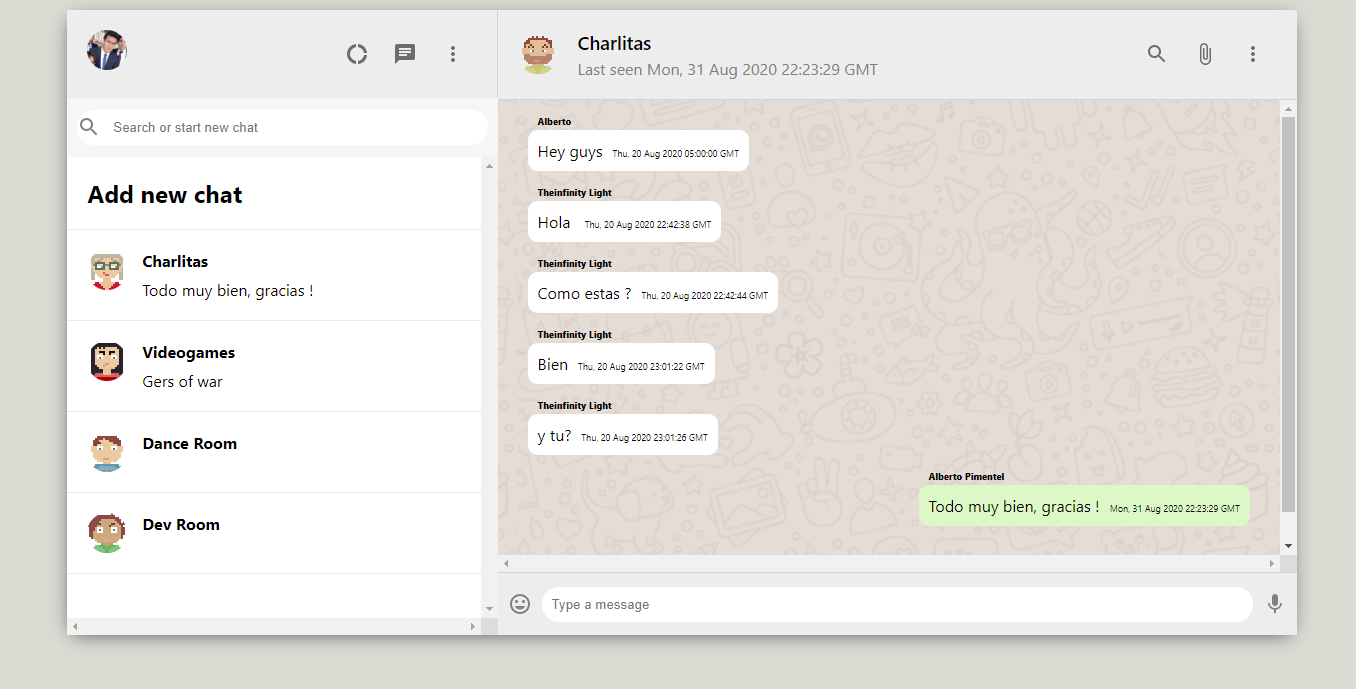 Charlitas
Last seen Mon, 31 Aug 2020 22:23:29 GMT
Search or start new chat
Add new chat
Charlitas
Todo muy bien, gracias !
Videogames
Gers of war
Dance Room
Dev Room
Alberto
Hey guys Thu, 20 Aug 2020 05:00:00 GMT
Theinfinity Light
Hola Thu, 20 Aug 2020 22:42:38 GMT
Theinfinity Light
Como estas ? Thu, 20 Aug 2020 22:42:44 GMT
Theinfinity Light
Bien Thu, 20 Aug 2020 23:01:22 GMT
Theinfinity Light
y tu? Thu, 20 Aug 2020 23:01:26 GMT
Alberto Pimentel
Todo muy bien, gracias ! Mon, 31 Aug 2020 22:23:29 GMT
Type a message